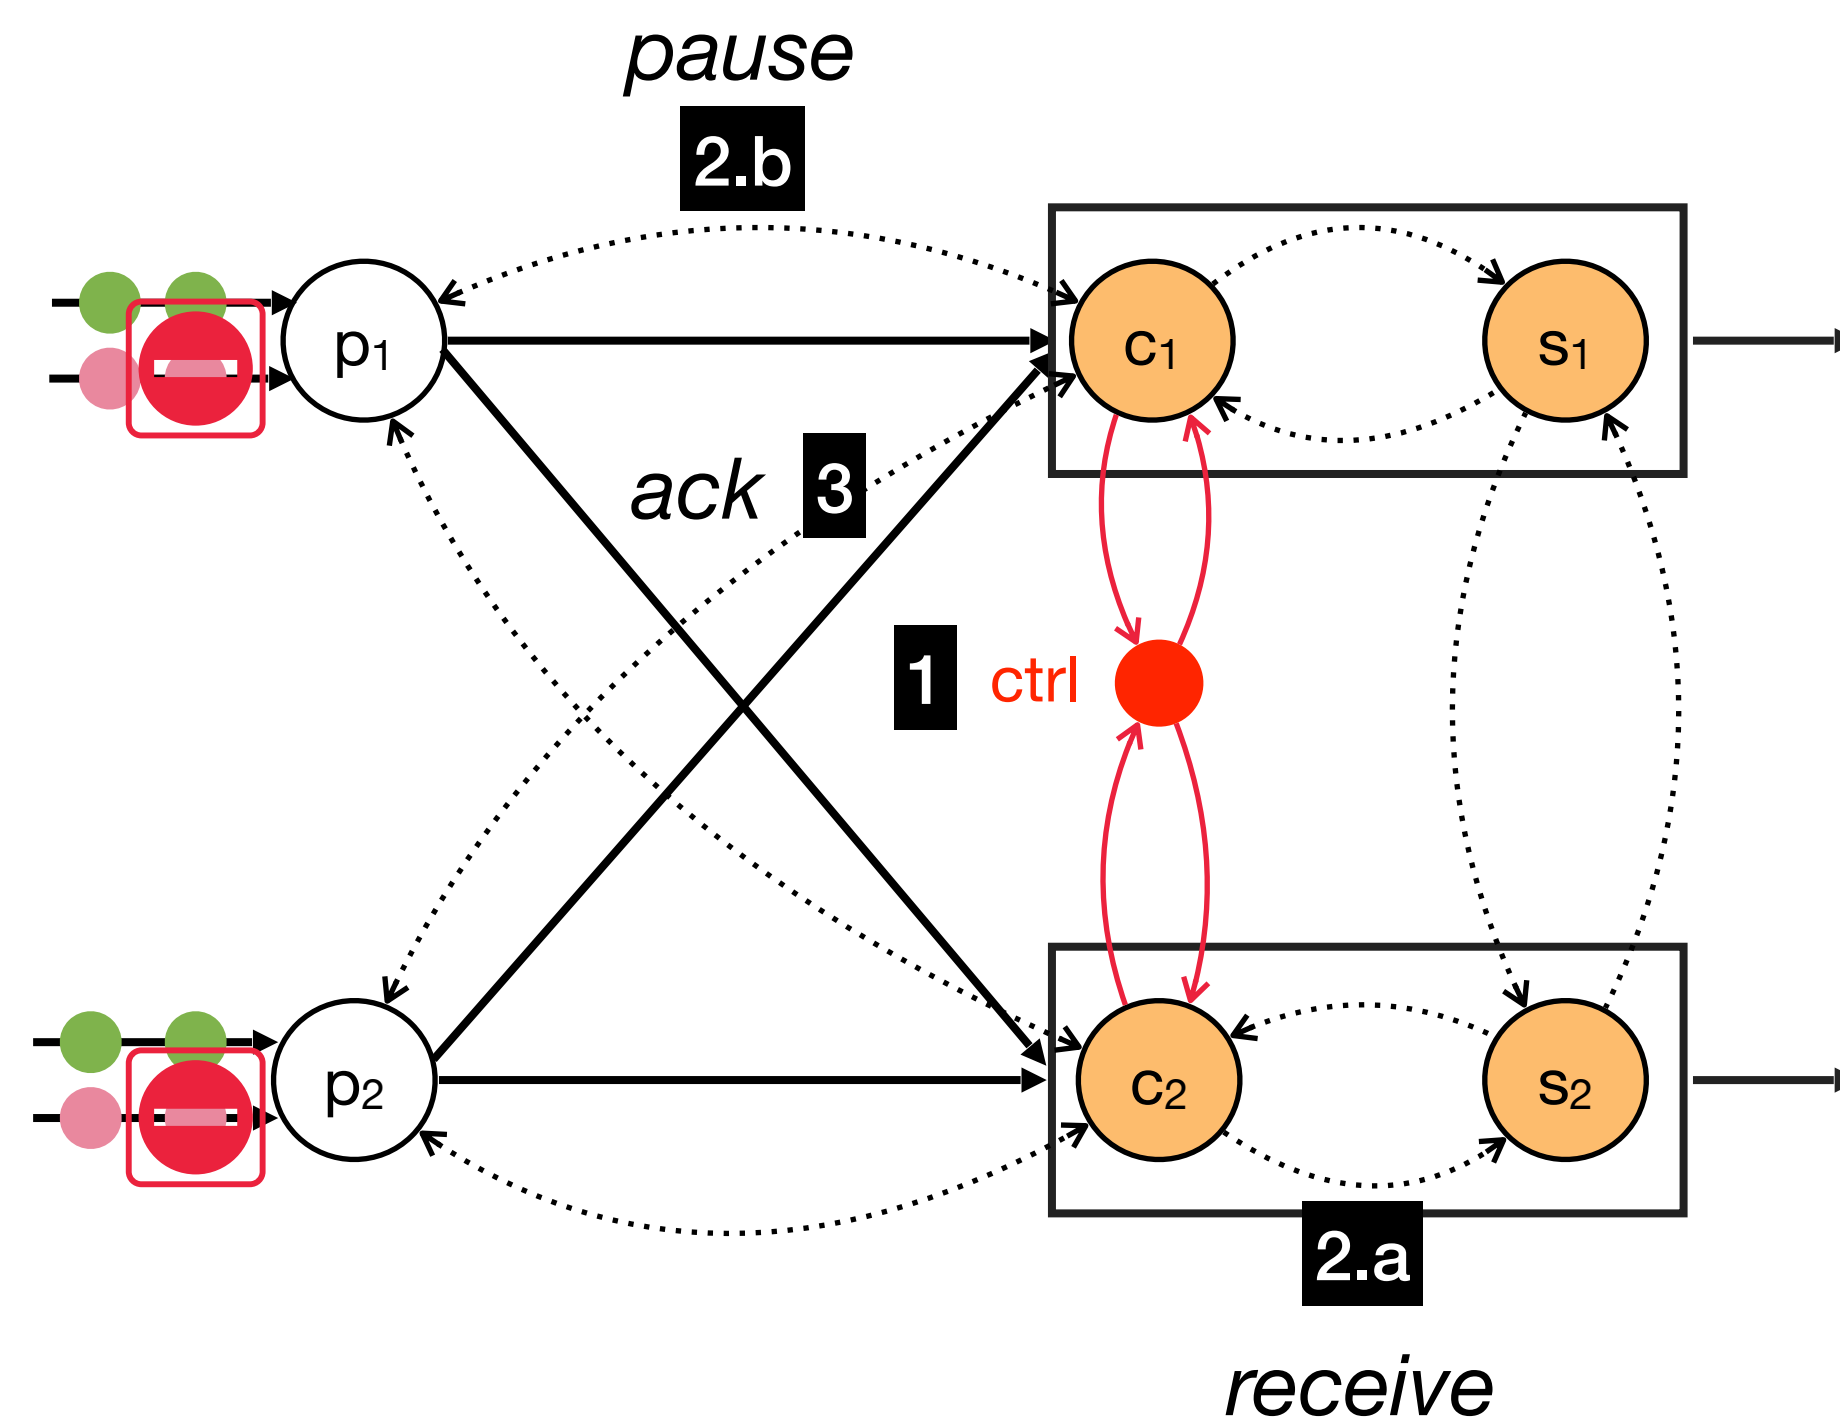 pause
2.b
p1
c1
s1
ack 3
1 ctrl
p2
c2
s2
2.a
receive